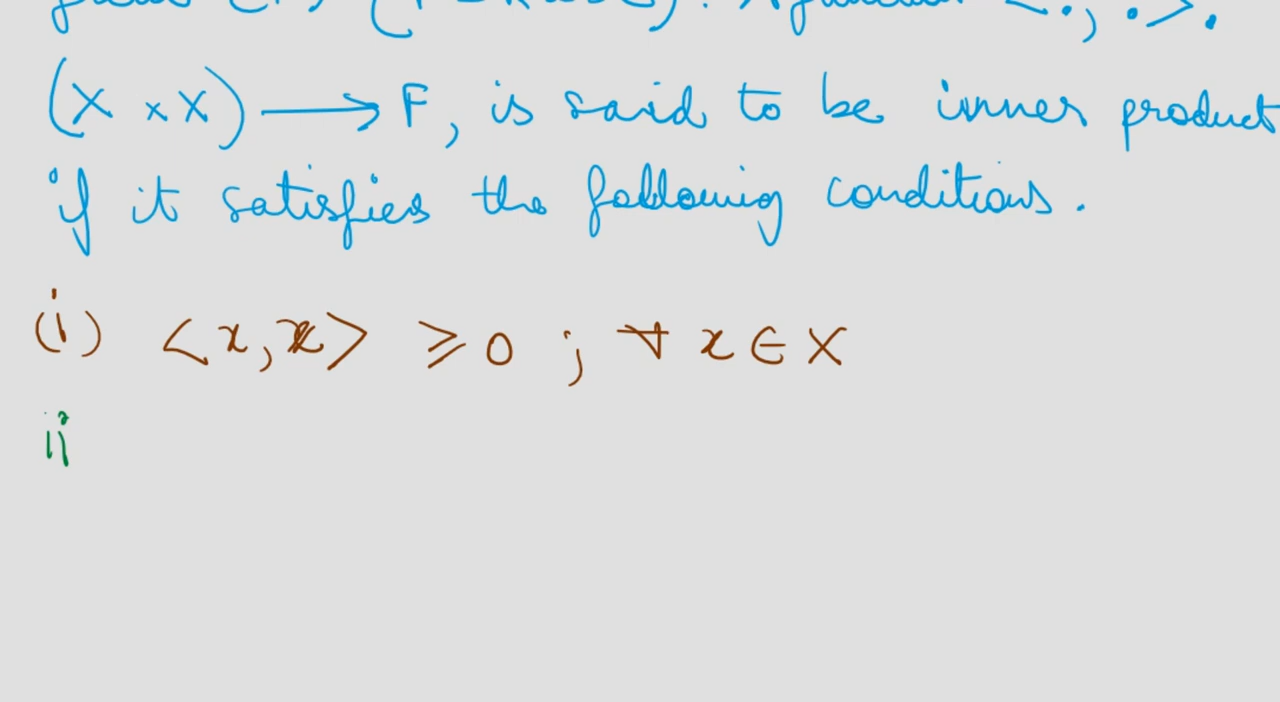 (X × X) ⟶ F, is said to be inner product
if it satisfies the following conditions.
(i) <x, x> ⩾ 0 ; ∀ x ∈ X
ii